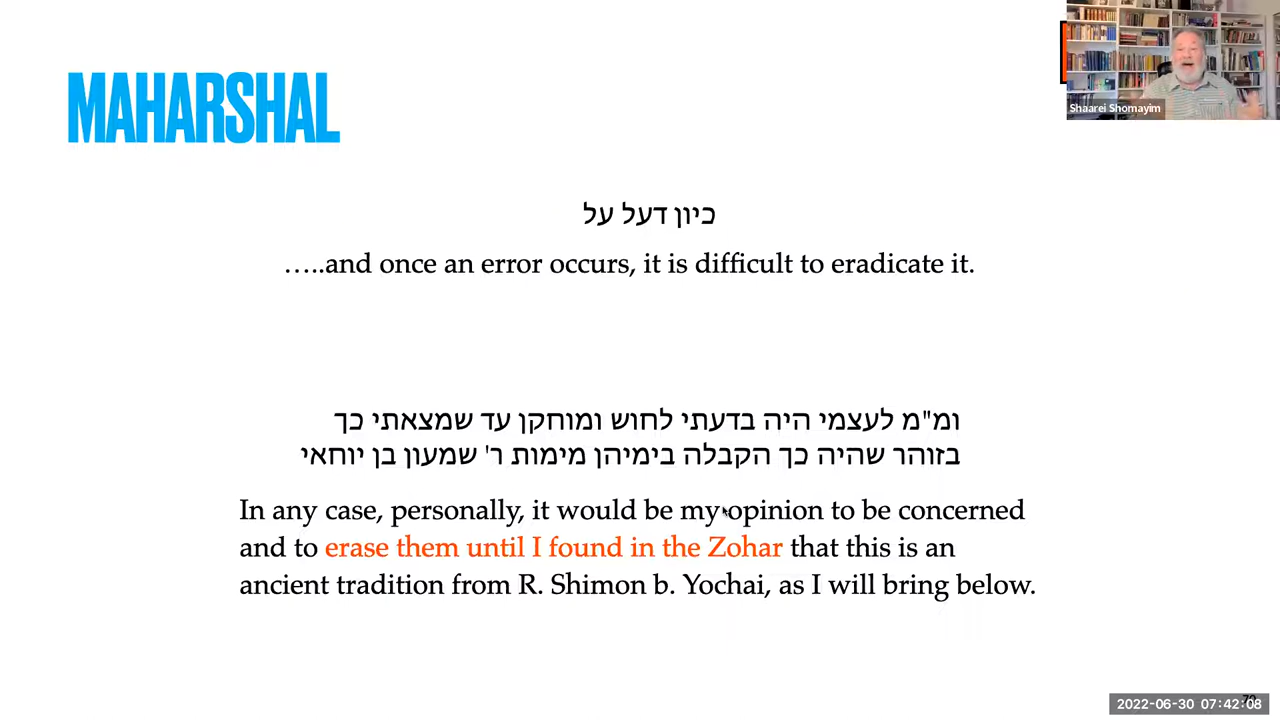 MAHARSHAL
Shaarei Shomayim
כיון דעל על
…..and once an error occurs, it is difficult to eradicate it.
ומ"מ לעצמי היה בדעתי לחוש ומוחקן עד שמצאתי כך
בזוהר שהיה כך הקבלה בימיהן מימות ר' שמעון בן יוחאי
In any case, personally, it would be my opinion to be concerned
and to erase them until I found in the Zohar that this is an
ancient tradition from R. Shimon b. Yochai, as I will bring below.
2022-06-30 07:42:08